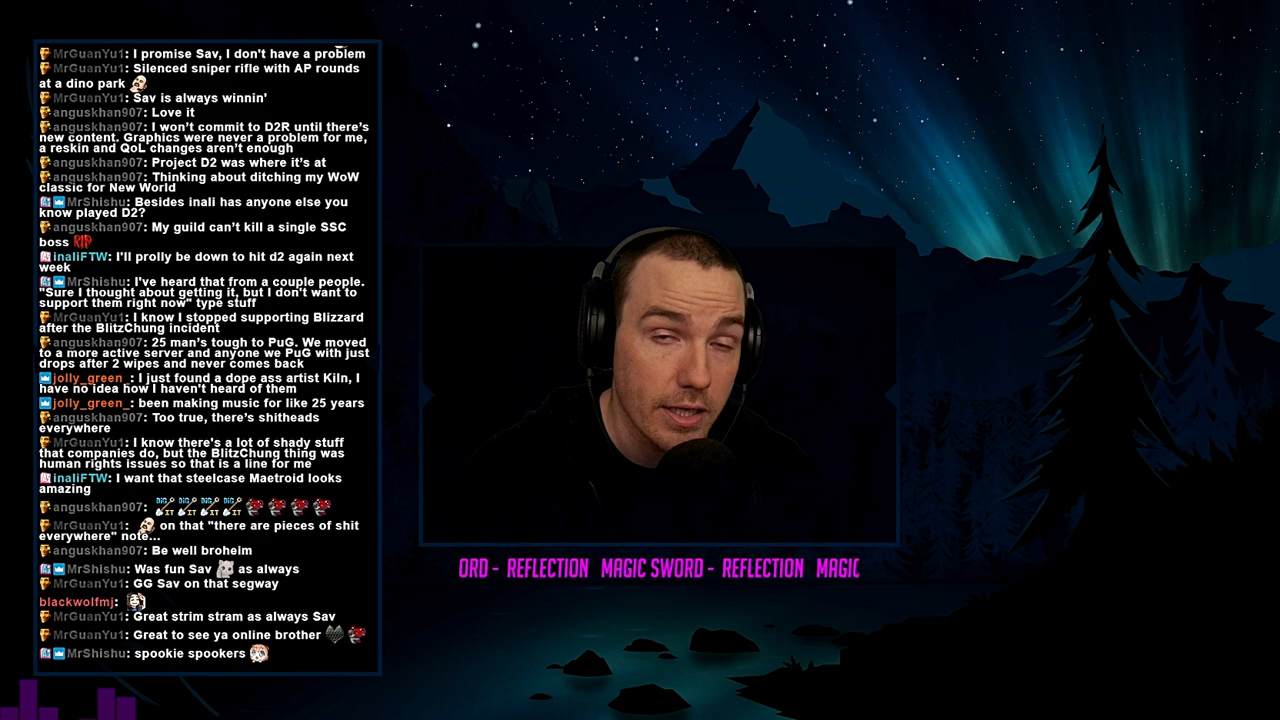 MrGuanYu1: I promise Sav, I don't have a problem
MrGuanYu1: Silenced sniper rifle with AP rounds
at a dino park
MrGuanYu1: Sav is always winnin'
anguskhan907: Love it
anguskhan907: I won't commit to D2R until there's
new content. Graphics were never a problem for me,
a reskin and QoL changes aren't enough
anguskhan907: Project D2 was where it's at
anguskhan907: Thinking about ditching my WoW
classic for New World
MrShishu: Besides inali has anyone else you
know played D2?
anguskhan907: My guild can't kill a single SSC
boss RIP
inaliFTW: I'll prolly be down to hit d2 again next
week
MrShishu: I've heard that from a couple people.
"Sure I thought about getting it, but I don't want to
support them right now" type stuff
MrGuanYu1: I know I stopped supporting Blizzard
after the BlitzChung incident
anguskhan907: 25 man's tough to PuG. We moved
to a more active server and anyone we PuG with just
drops after 2 wipes and never comes back
jolly_green_: I just found a dope ass artist Kiln, I
have no idea how I haven't heard of them
jolly_green_: been making music for like 25 years
anguskhan907: Too true, there's shitheads
everywhere
MrGuanYu1: I know there's a lot of shady stuff
that companies do, but the BlitzChung thing was
human rights issues so that is a line for me
inaliFTW: I want that steelcase Maetroid looks
amazing
anguskhan907: DIG IT DIG IT DIG IT DIG IT
MrGuanYu1: on that "there are pieces of shit
everywhere" note...
anguskhan907: Be well broheim
MrShishu: Was fun Sav as always
MrGuanYu1: GG Sav on that segway
blackwolfmj:
MrGuanYu1: Great strim stram as always Sav
MrGuanYu1: Great to see ya online brother
MrShishu: spookie spookers
ORD - REFLECTION MAGIC SWORD - REFLECTION MAGIC